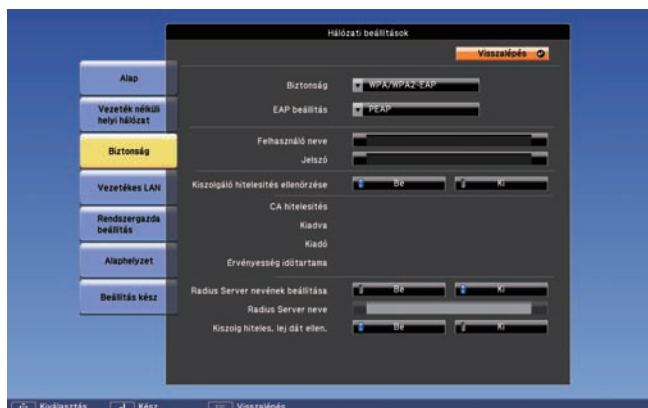 Hálózati beállítások
Visszalépés
Alap
Vezeték nélküli
helyi hálózat
Biztonság
Vezetékes LAN
Rendszergazda
beállítás
Alaphelyzet
Beállítás kész
Biztonság WPA/WPA2-EAP
EAP beállítás PEAP
Felhasználó neve
Jelszó
Kiszolgáló hitelesítés ellenőrzése Be Ki
CA hitelesítés
Kiadva
Kiadó
Érvényesség időtartama
Radius Server nevének beállítása Be Ki
Radius Server neve
Kiszolg hiteles. lej dát ellen. Be Ki
Kiválasztás Kész Visszalépés